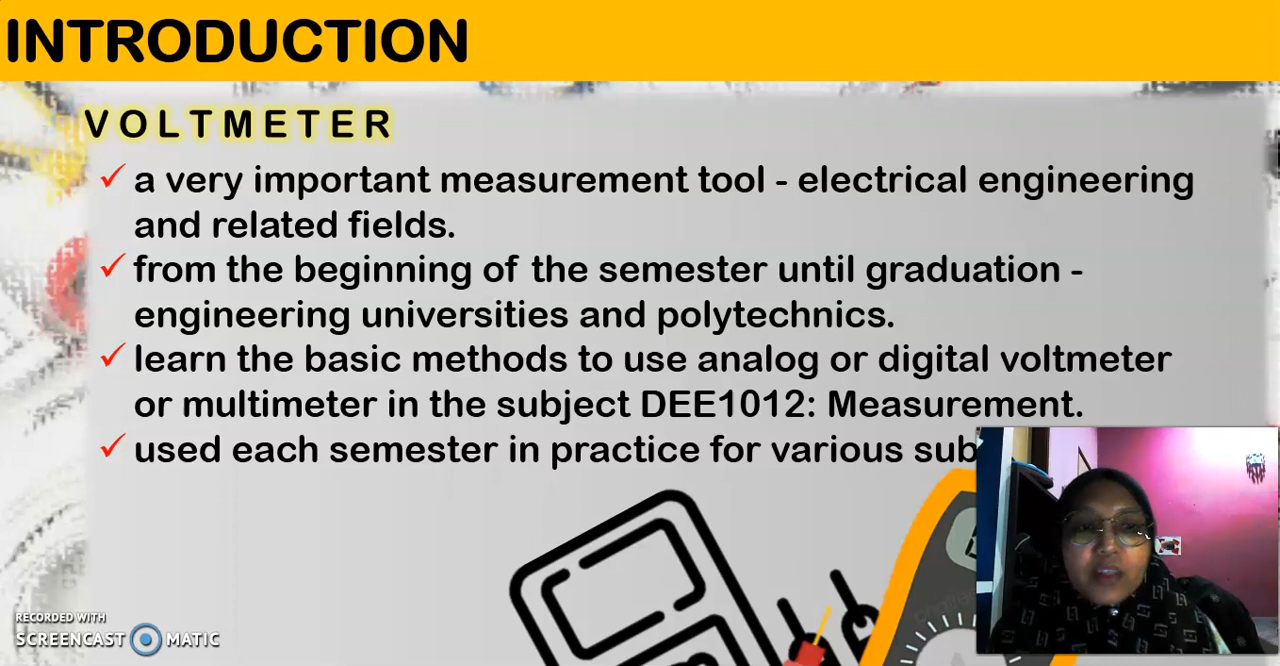 INTRODUCTION
VOLTMETER
✓ a very important measurement tool - electrical engineering
and related fields.
✓ from the beginning of the semester until graduation -
engineering universities and polytechnics.
✓ learn the basic methods to use analog or digital voltmeter
or multimeter in the subject DEE1012: Measurement.
✓ used each semester in practice for various
RECORDED WITH
SCREENCAST MATIC